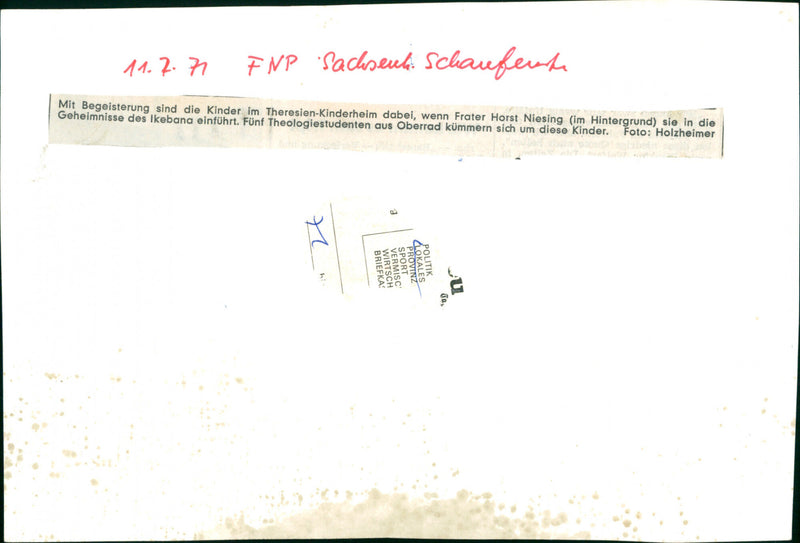 11.7.71 FNP Sachsenh. Schaufenster
Mit Begeisterung sind die Kinder im Theresien-Kinderheim dabei, wenn Frater Horst Niesing (im Hintergrund) sie in die
Geheimnisse des Ikebana einführt. Fünf Theologiestudenten aus Oberrad kümmern sich um diese Kinder. Foto: Holzheimer
POLITIK
LOKALES
PROVINZ
SPORT
VERMISC
WIRTSCH
BRIEFKA